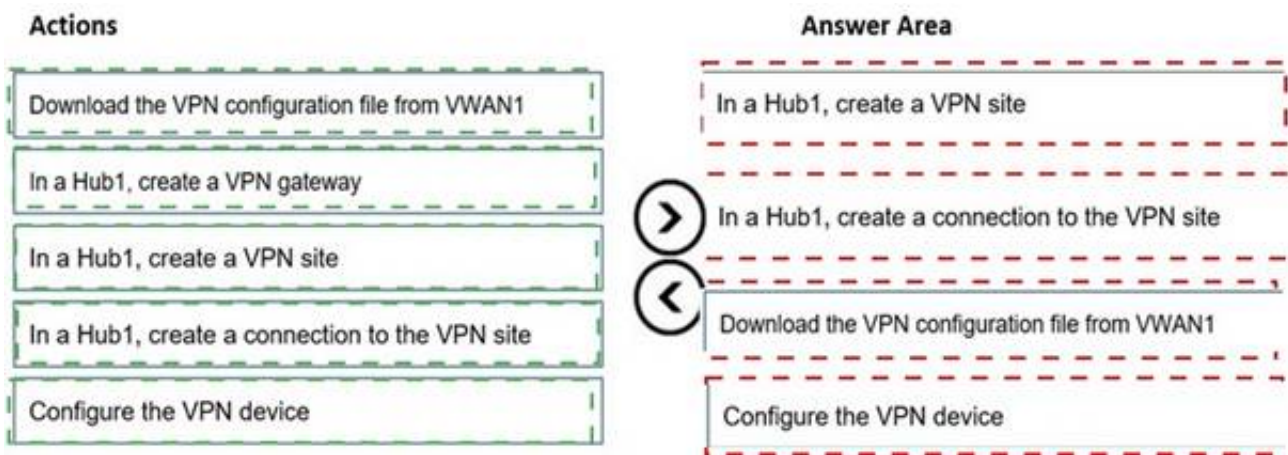 Actions
Download the VPN configuration file from VWAN1
In a Hub1, create a VPN gateway
In a Hub1, create a VPN site
In a Hub1, create a connection to the VPN site
Configure the VPN device
Answer Area
In a Hub1, create a VPN site
In a Hub1, create a connection to the VPN site
Download the VPN configuration file from VWAN1
Configure the VPN device